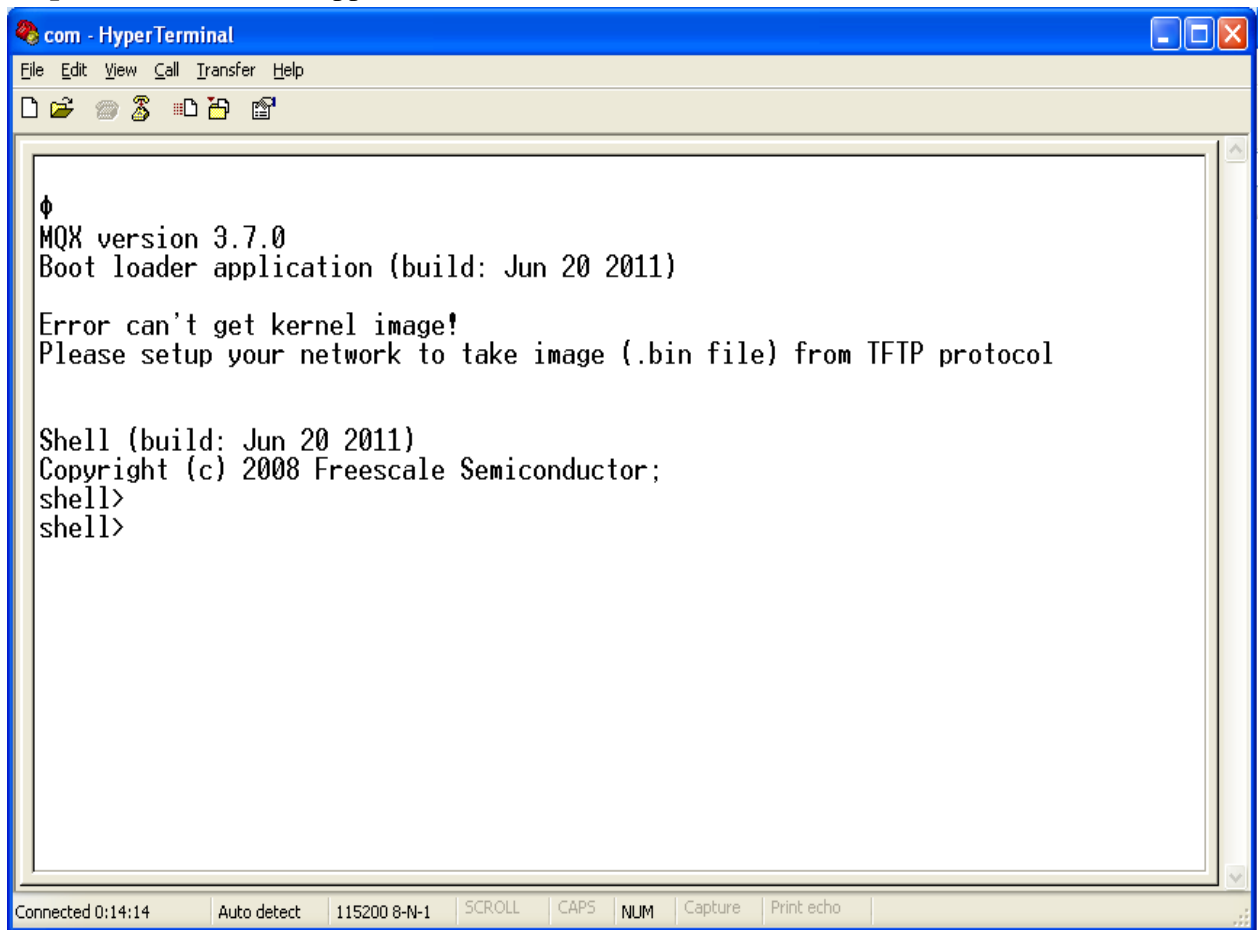 com - HyperTerminal
File Edit View Call Transfer Help
ϕ
MQX version 3.7.0
Boot loader application (build: Jun 20 2011)
Error can't get kernel image!
Please setup your network to take image (.bin file) from TFTP protocol
Shell (build: Jun 20 2011)
Copyright (c) 2008 Freescale Semiconductor;
shell>
shell>
Connected 0:14:14 Auto detect 115200 8-N-1 SCROLL CAPS NUM Capture Print echo